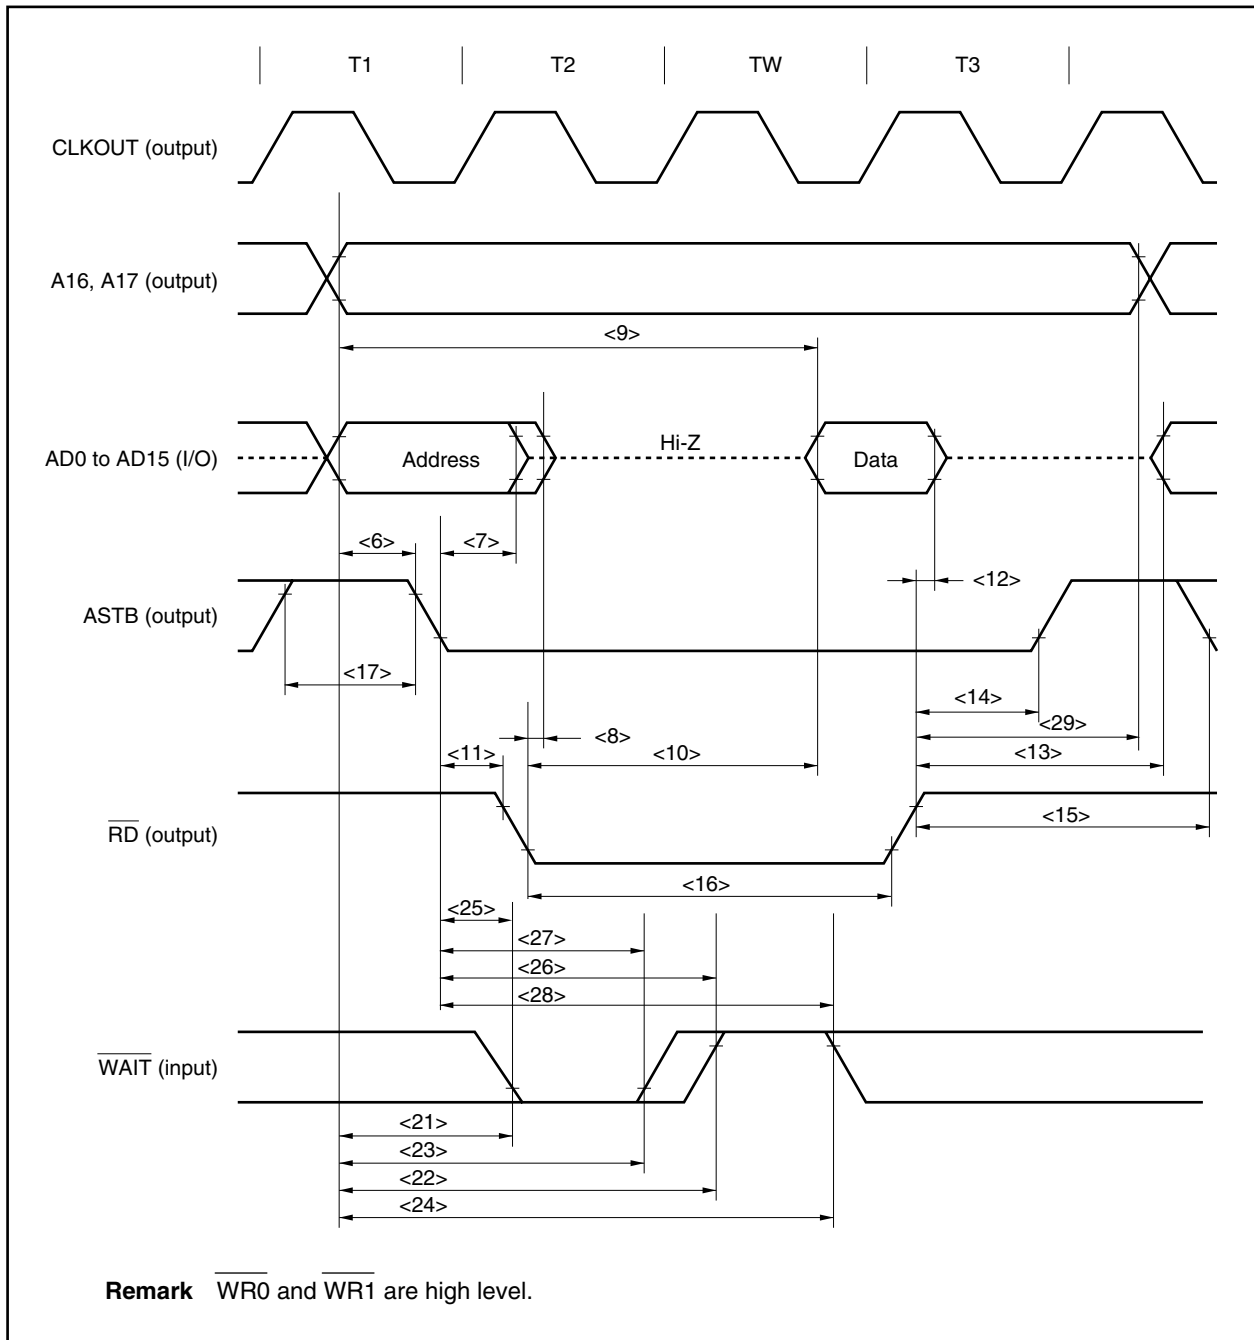 T1 T2 TW T3
CLKOUT (output)
A16, A17 (output)
<9>
AD0 to AD15 (I/O) Address Hi-Z Data
<6> <7>
<12>
ASTB (output)
<17>
<14>
<29>
<8>
<11> <10> <13>
RD (output) <15>
<16>
<25>
<27>
<26>
<28>
WAIT (input)
<21>
<23>
<22>
<24>
Remark WR0 and WR1 are high level.